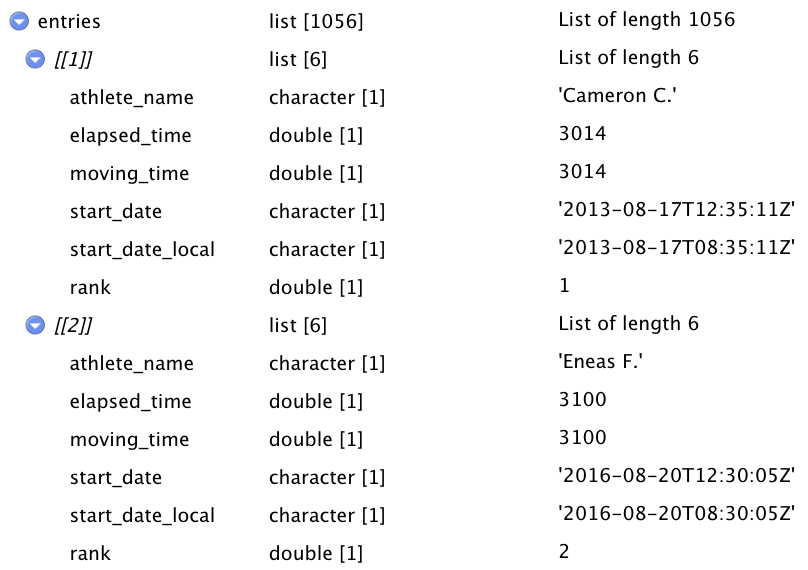 entries list [1056] List of length 1056
[[1]] list [6] List of length 6
athlete_name character [1] 'Cameron C.'
elapsed_time double [1] 3014
moving_time double [1] 3014
start_date character [1] '2013-08-17T12:35:11Z'
start_date_local character [1] '2013-08-17T08:35:11Z'
rank double [1] 1
[[2]] list [6] List of length 6
athlete_name character [1] 'Eneas F.'
elapsed_time double [1] 3100
moving_time double [1] 3100
start_date character [1] '2016-08-20T12:30:05Z'
start_date_local character [1] '2016-08-20T08:30:05Z'
rank double [1] 2